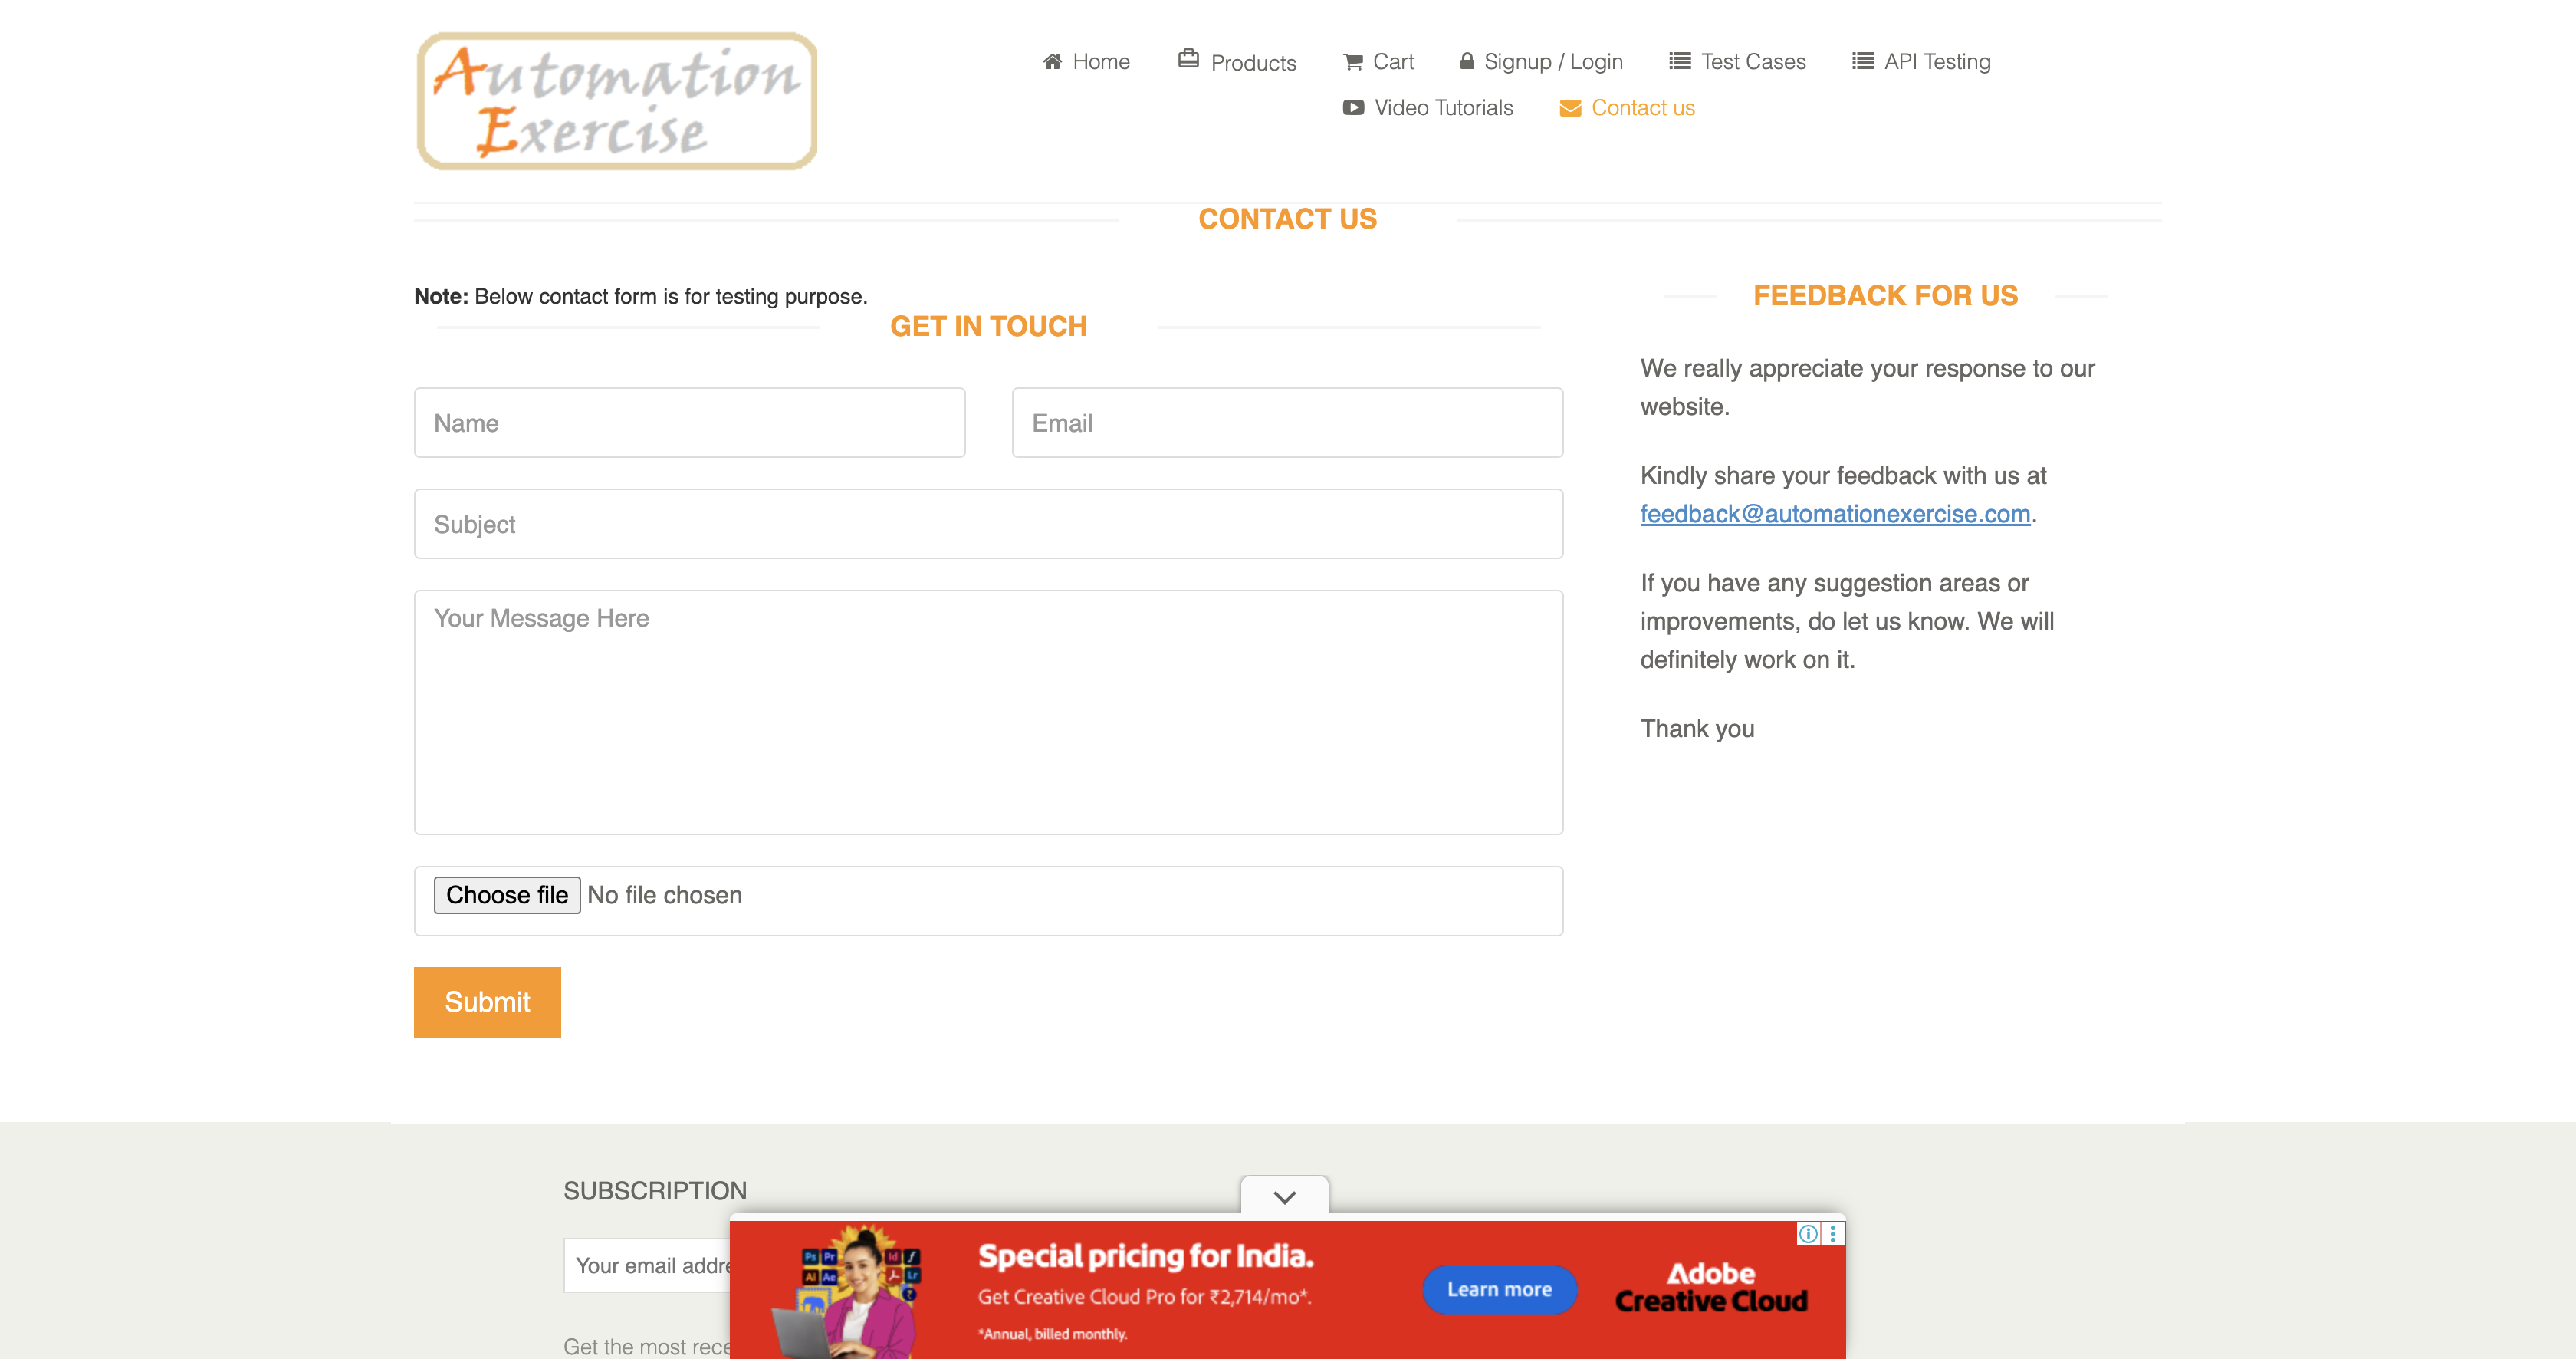 Automation
Exercise
Home
Products
Cart
Signup / Login
Test Cases
API Testing
Video Tutorials
Contact us
CONTACT US
Note: Below contact form is for testing purpose.
GET IN TOUCH
Name
Email
Subject
Your Message Here
Choose file No file chosen
Submit
FEEDBACK FOR US
We really appreciate your response to our
website.
Kindly share your feedback with us at
feedback@automationexercise.com.
If you have any suggestion areas or
improvements, do let us know. We will
definitely work on it.
Thank you
SUBSCRIPTION
Your email addre
Get the most rece
Ps Pr Id f
Ai Ae Lr
Special pricing for India.
Get Creative Cloud Pro for ₹2,714/mo*.
*Annual, billed monthly.
Learn more
Adobe
Creative Cloud